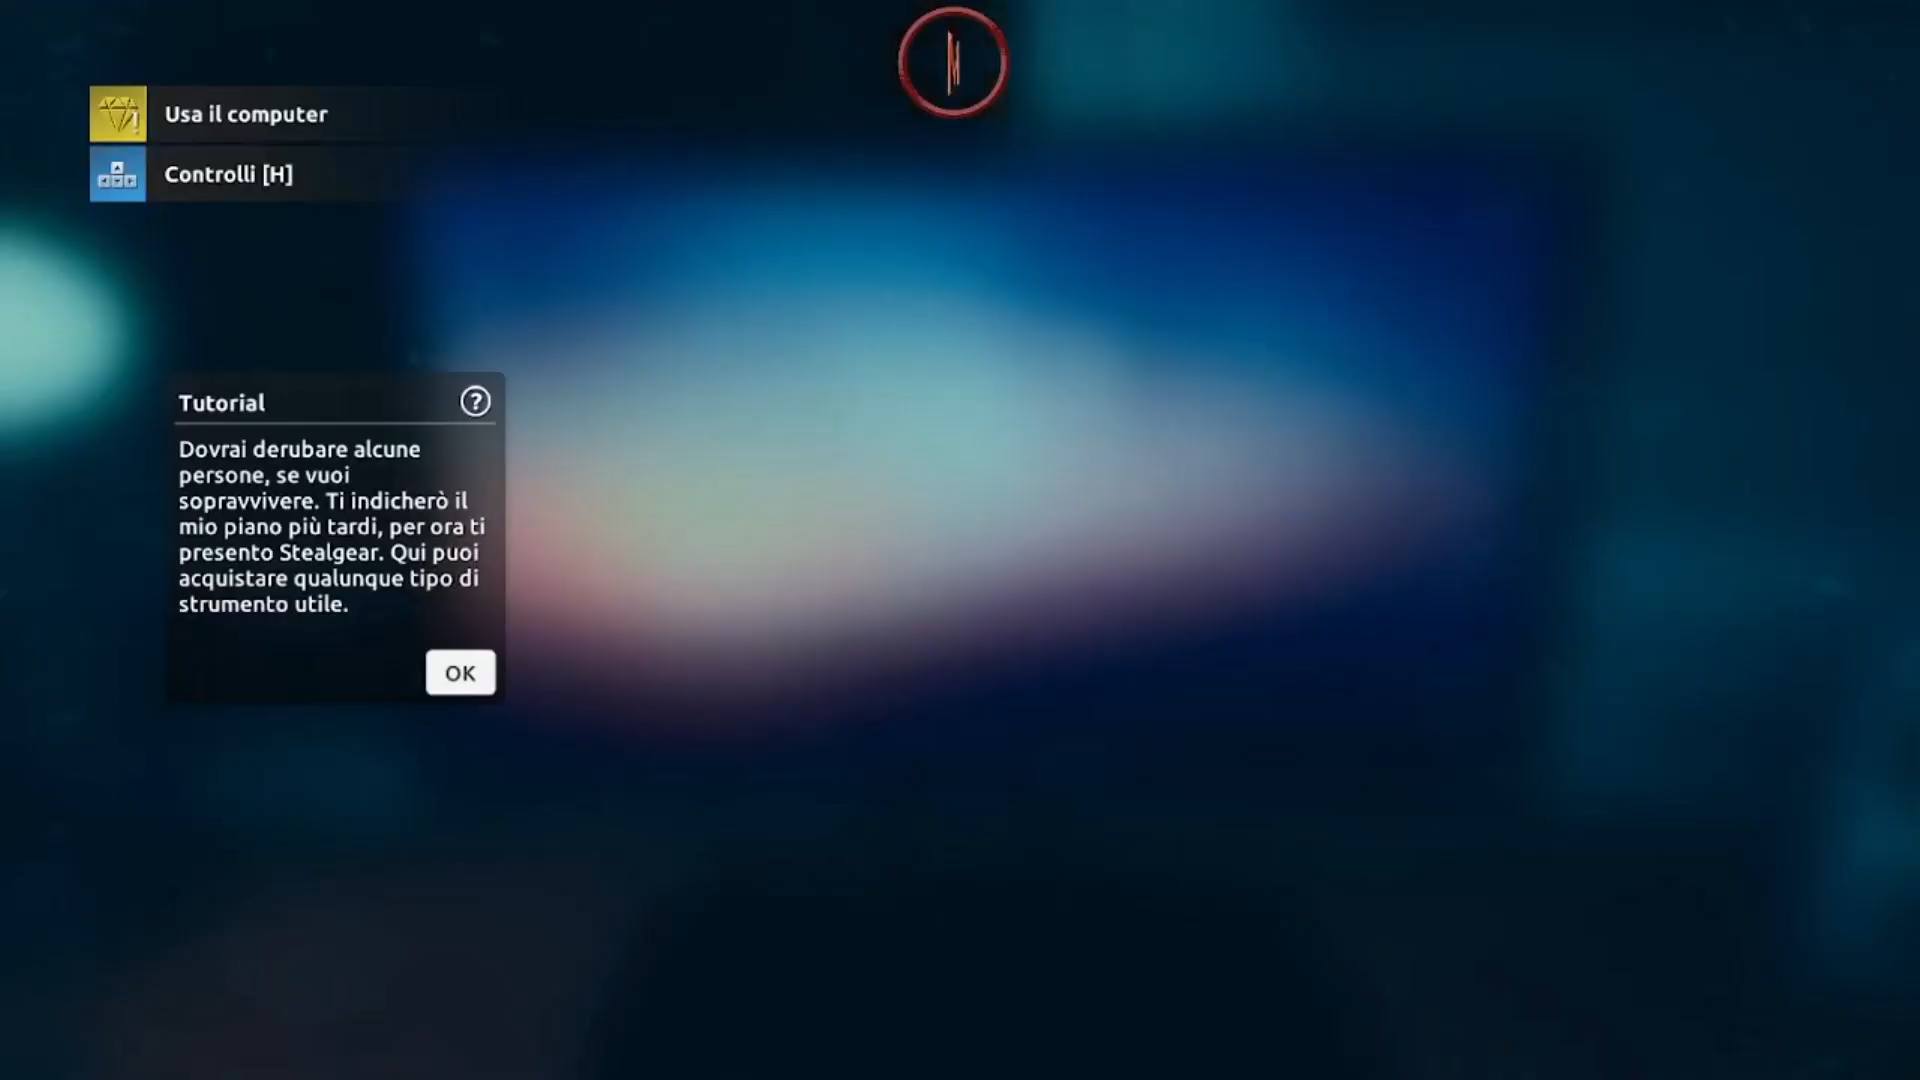 Usa il computer
Controlli [H]
Tutorial
?
Dovrai derubare alcune
persone, se vuoi
sopravvivere. Ti indicherò il
mio piano più tardi, per ora ti
presento Stealgear. Qui puoi
acquistare qualunque tipo di
strumento utile.
OK